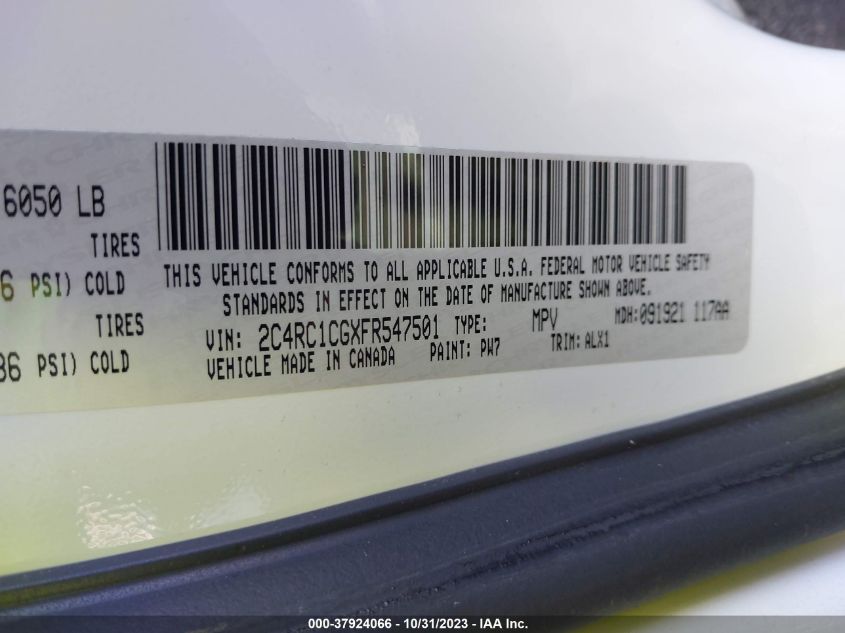 6050 LB
TIRES
6 PSI) COLD
TIRES
36 PSI) COLD
THIS VEHICLE CONFORMS TO ALL APPLICABLE U.S.A. FEDERAL MOTOR VEHICLE SAFETY
STANDARDS IN EFFECT ON THE DATE OF MANUFACTURE SHOWN ABOVE.
VIN: 2C4RC1CGXFR547501 TYPE: MPV MDH:091921 117AA
VEHICLE MADE IN CANADA PAINT: PW7 TRIM: ALX1
000-37924066 - 10/31/2023 - IAA Inc.